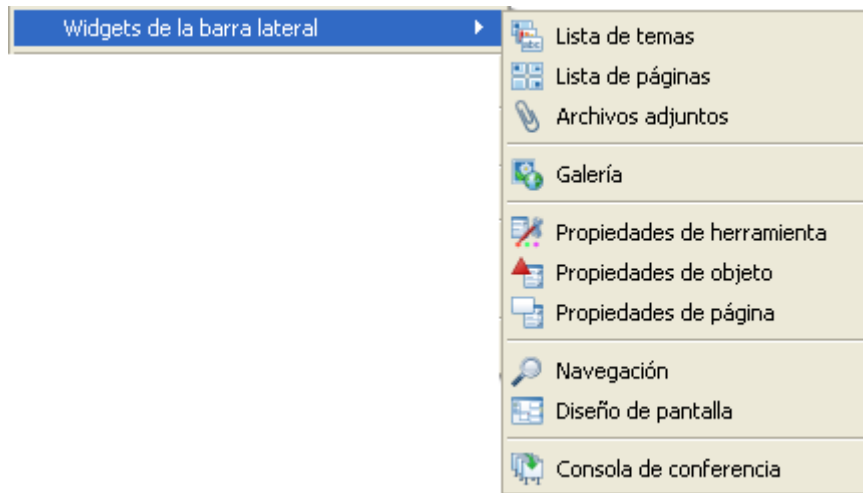 Widgets de la barra lateral
Lista de temas
Lista de páginas
Archivos adjuntos
Galería
Propiedades de herramienta
Propiedades de objeto
Propiedades de página
Navegación
Diseño de pantalla
Consola de conferencia